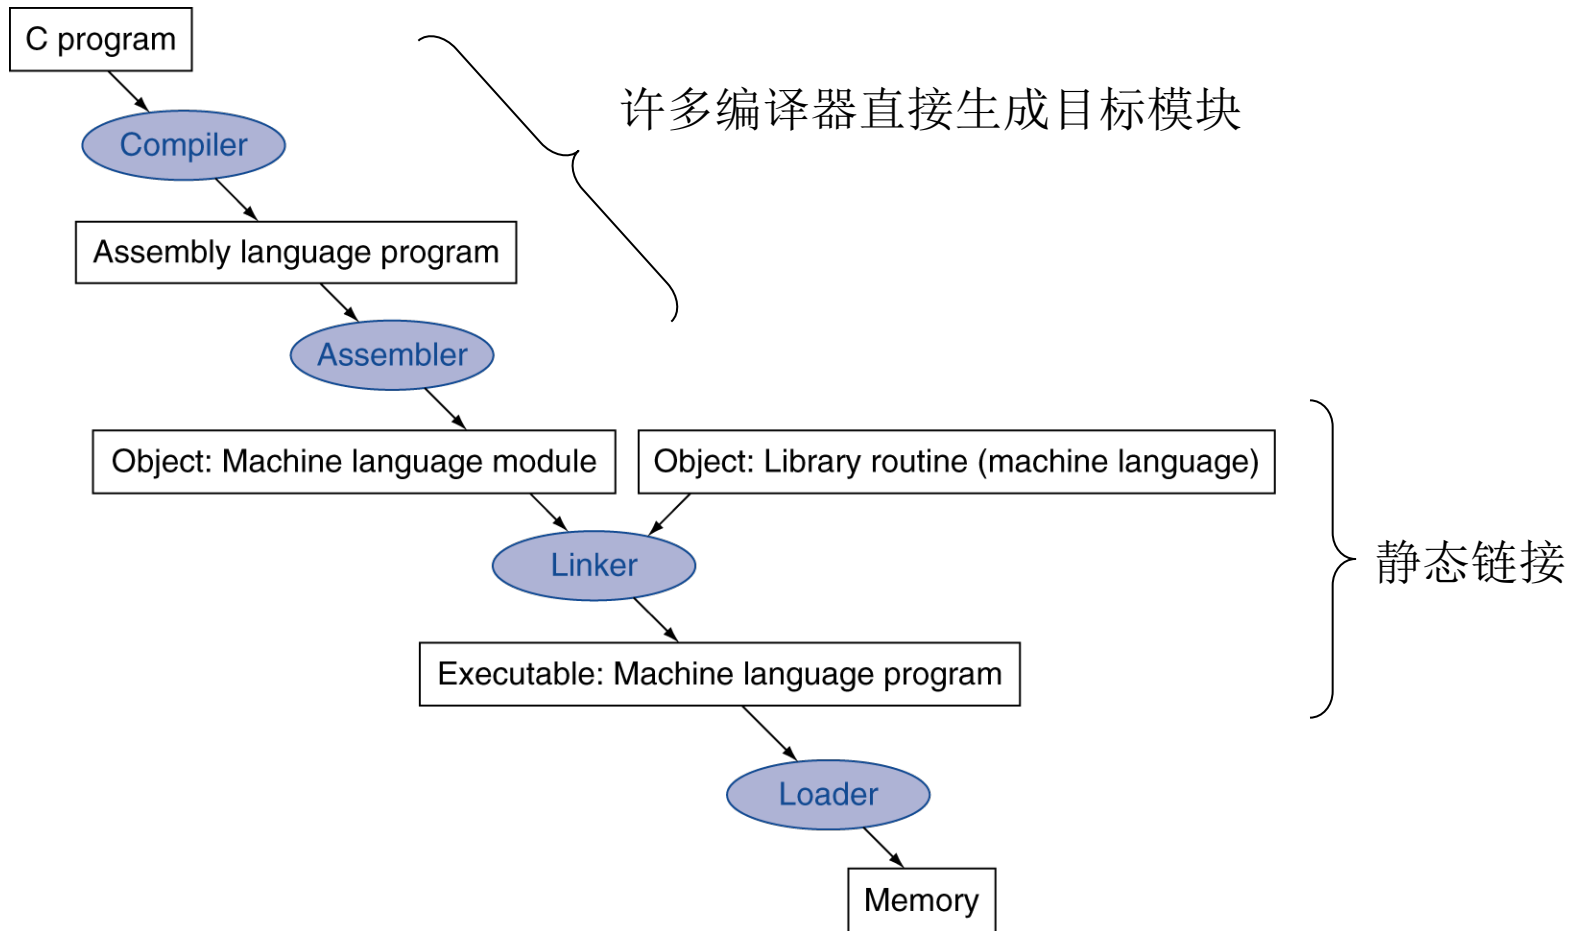 C program
许多编译器直接生成目标模块
Compiler
Assembly language program
Assembler
Object: Machine language module
Object: Library routine (machine language)
Linker
静态链接
Executable: Machine language program
Loader
Memory